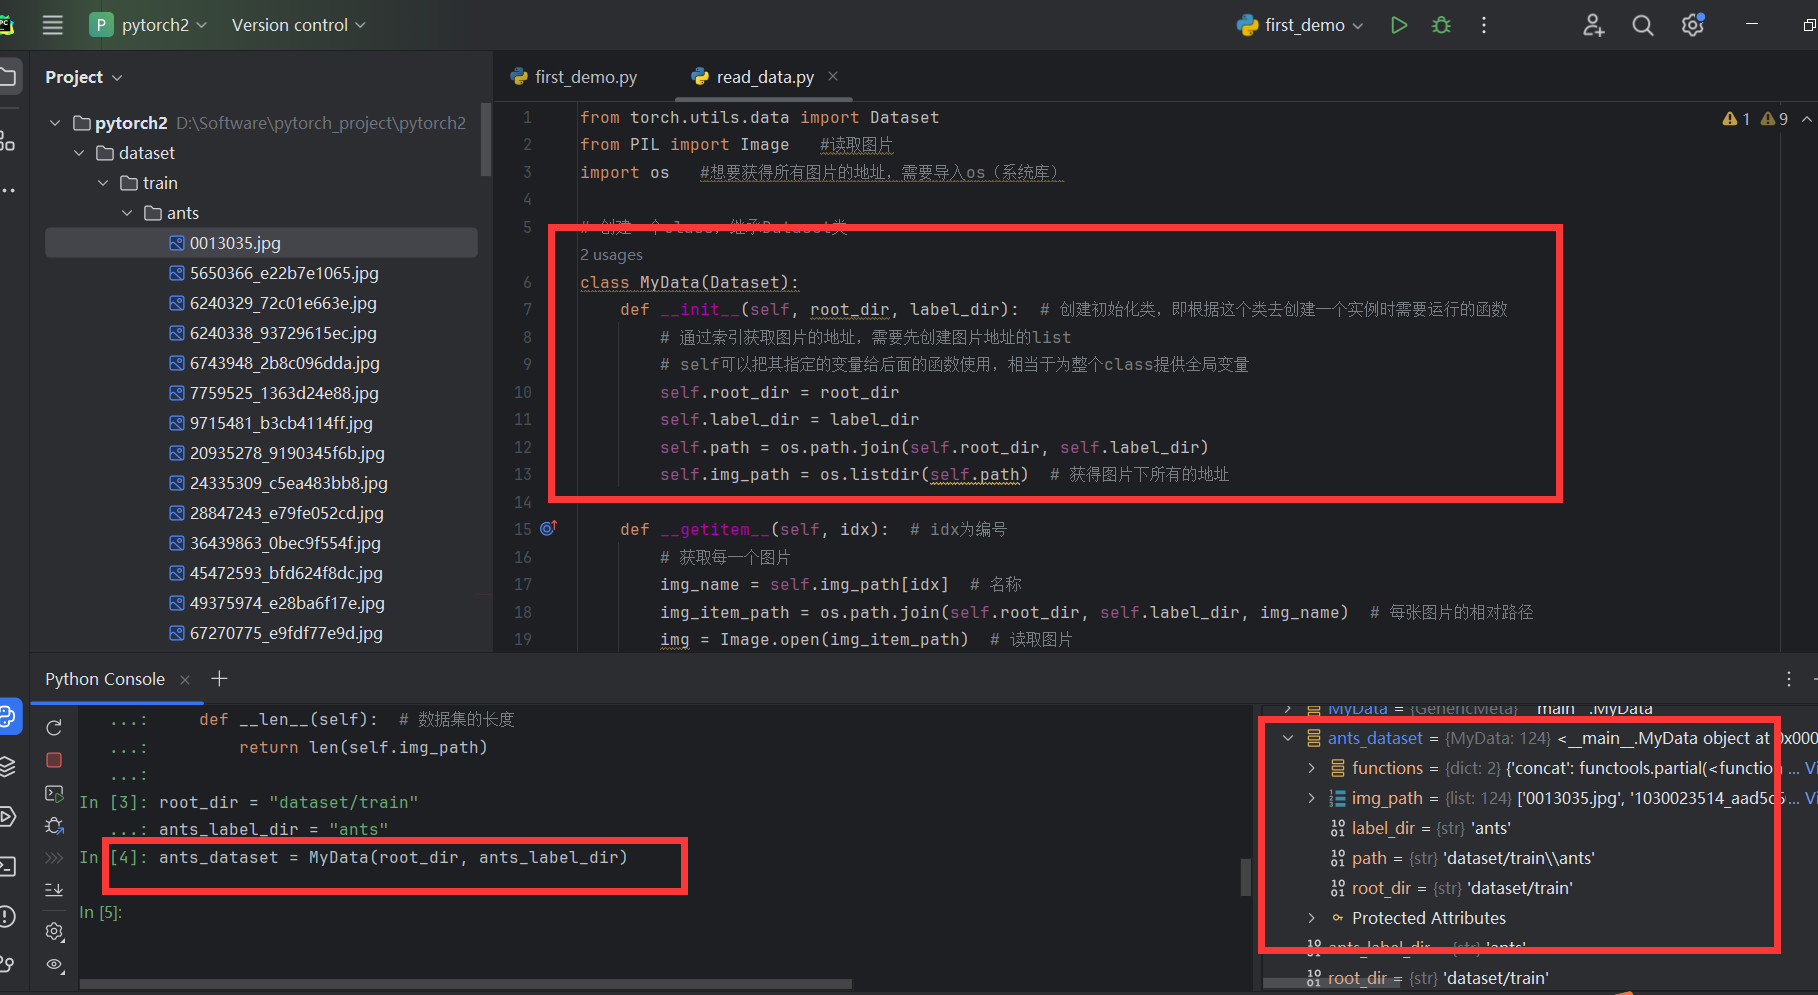 P pytorch2 Version control first_demo
Project
pytorch2 D:\Software\pytorch_project\pytorch2
dataset
train
ants
0013035.jpg
5650366_e22b7e1065.jpg
6240329_72c01e663e.jpg
6240338_93729615ec.jpg
6743948_2b8c096dda.jpg
7759525_1363d24e88.jpg
9715481_b3cb4114ff.jpg
20935278_9190345f6b.jpg
24335309_c5ea483bb8.jpg
28847243_e79fe052cd.jpg
36439863_0bec9f554f.jpg
45472593_bfd624f8dc.jpg
49375974_e28ba6f17e.jpg
67270775_e9fdf77e9d.jpg
first_demo.py read_data.py
1 9
1 from torch.utils.data import Dataset
2 from PIL import Image #读取图片
3 import os #想要获得所有图片的地址，需要导入os（系统库）
4
5 # 创建一个class，继承Dataset类
2 usages
6 class MyData(Dataset):
7 def __init__(self, root_dir, label_dir): # 创建初始化类，即根据这个类去创建一个实例时需要运行的函数
8 # 通过索引获取图片的地址，需要先创建图片地址的list
9 # self可以把其指定的变量给后面的函数使用，相当于为整个class提供全局变量
10 self.root_dir = root_dir
11 self.label_dir = label_dir
12 self.path = os.path.join(self.root_dir, self.label_dir)
13 self.img_path = os.listdir(self.path) # 获得图片下所有的地址
14
15 def __getitem__(self, idx): # idx为编号
16 # 获取每一个图片
17 img_name = self.img_path[idx] # 名称
18 img_item_path = os.path.join(self.root_dir, self.label_dir, img_name) # 每张图片的相对路径
19 img = Image.open(img_item_path) # 读取图片
Python Console
...: def __len__(self): # 数据集的长度
...: return len(self.img_path)
...:
In [3]: root_dir = "dataset/train"
...: ants_label_dir = "ants"
In [4]: ants_dataset = MyData(root_dir, ants_label_dir)
In [5]:
MyData = {GenericMeta} __main__.MyData
ants_dataset = {MyData: 124} <__main__.MyData object at 0x000
functions = {dict: 2} {'concat': functools.partial(<function ... Vi
img_path = {list: 124} ['0013035.jpg', '1030023514_aad5c6 ... Vi
label_dir = {str} 'ants'
path = {str} 'dataset/train\\ants'
root_dir = {str} 'dataset/train'
Protected Attributes
ants_label_dir = {str} 'ants'
root_dir = {str} 'dataset/train'